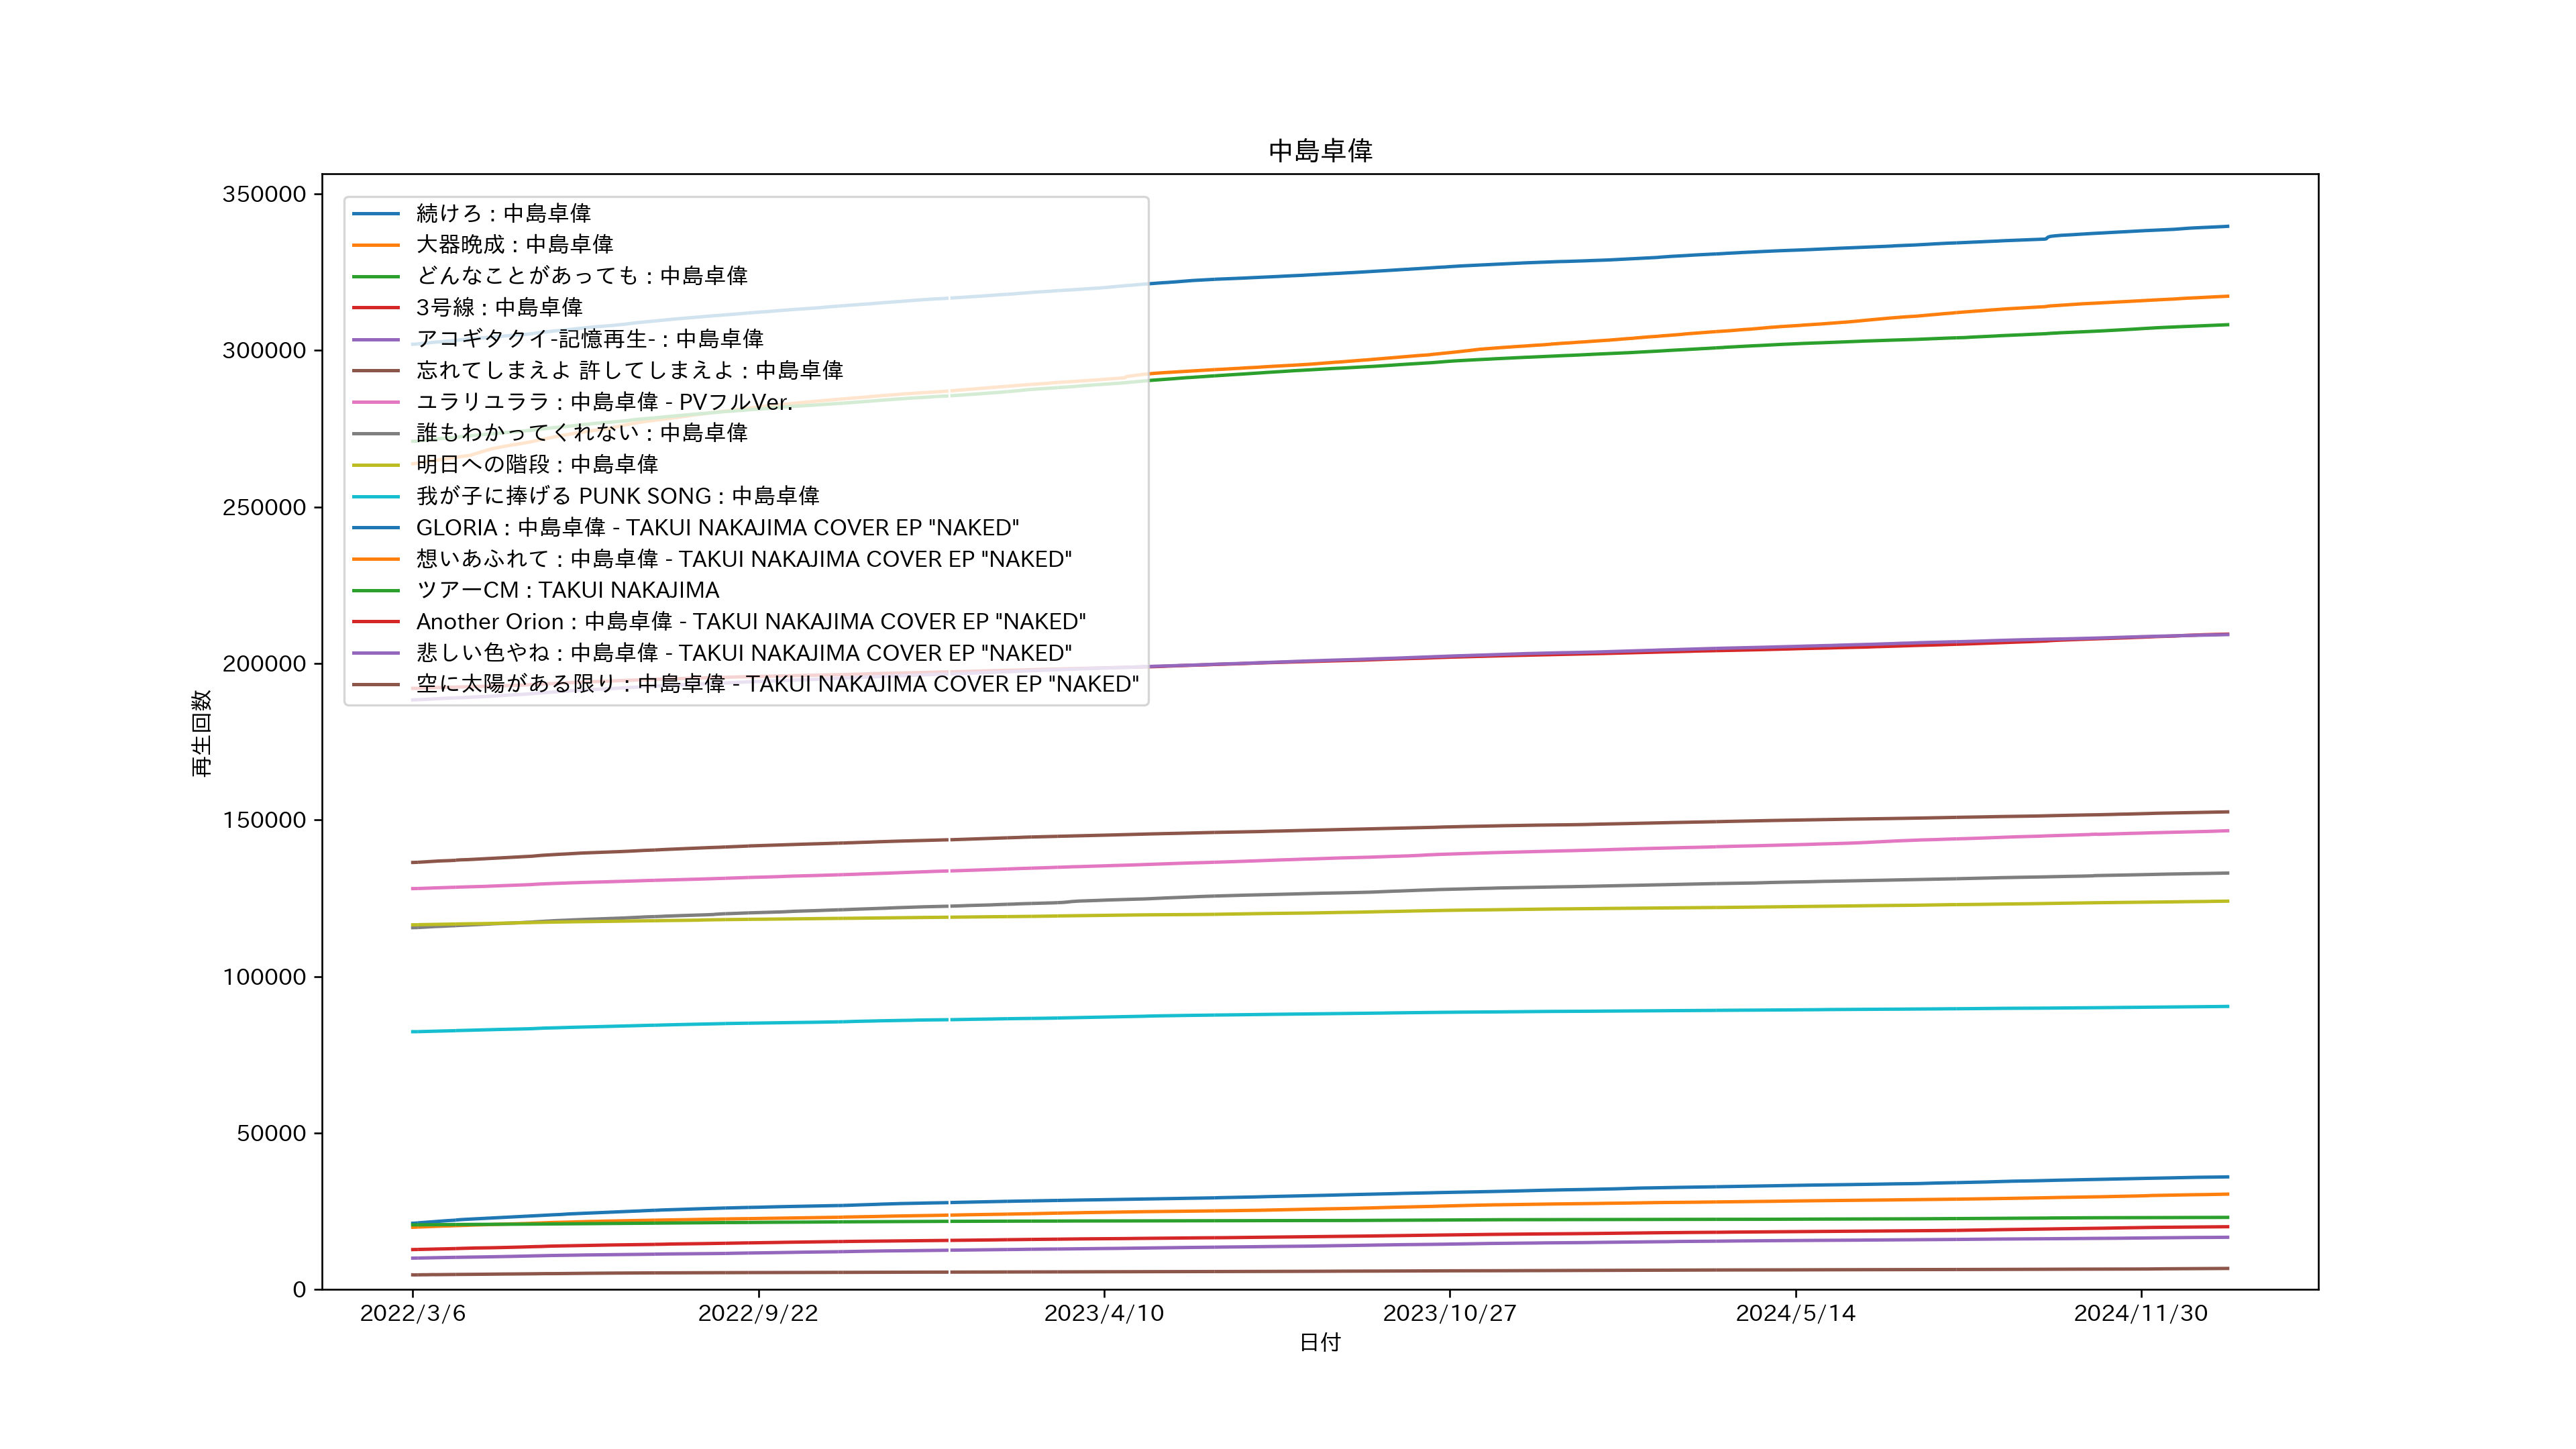 中島卓偉
350000
300000
250000
200000
150000
100000
50000
0
再生回数
続けろ : 中島卓偉
大器晩成 : 中島卓偉
どんなことがあっても : 中島卓偉
3号線 : 中島卓偉
アコギタクイ-記憶再生- : 中島卓偉
忘れてしまえよ 許してしまえよ : 中島卓偉
ユラリユララ : 中島卓偉 - PVフルVer.
誰もわかってくれない : 中島卓偉
明日への階段 : 中島卓偉
我が子に捧げる PUNK SONG : 中島卓偉
GLORIA : 中島卓偉 - TAKUI NAKAJIMA COVER EP "NAKED"
想いあふれて : 中島卓偉 - TAKUI NAKAJIMA COVER EP "NAKED"
ツアーCM : TAKUI NAKAJIMA
Another Orion : 中島卓偉 - TAKUI NAKAJIMA COVER EP "NAKED"
悲しい色やね : 中島卓偉 - TAKUI NAKAJIMA COVER EP "NAKED"
空に太陽がある限り : 中島卓偉 - TAKUI NAKAJIMA COVER EP "NAKED"
2022/3/6 2022/9/22 2023/4/10 2023/10/27 2024/5/14 2024/11/30
日付